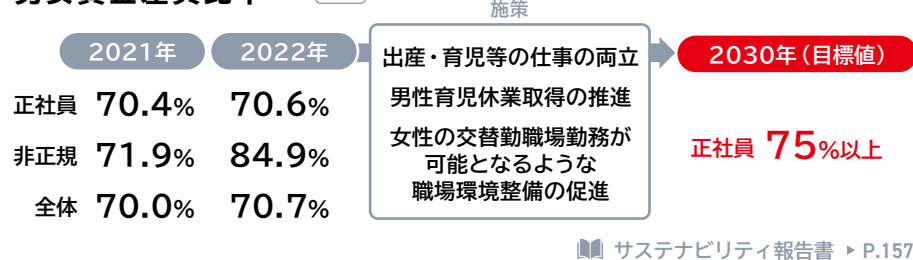 施策
2021年 2022年
出産・育児等の仕事の両立
男性育児休業取得の推進
女性の交替勤職場勤務が
可能となるような
職場環境整備の促進
2030年(目標値)
正社員 70.4% 70.6%
非正規 71.9% 84.9%
全体 70.0% 70.7%
正社員 75%以上
サステナビリティ報告書 ▶ P.157